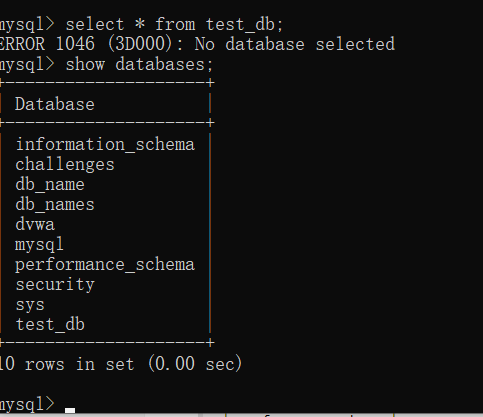 mysql> select * from test_db;
ERROR 1046 (3D000): No database selected
mysql> show databases;
+--------------------+
| Database           |
+--------------------+
| information_schema |
| challenges         |
| db_name            |
| db_names           |
| dvwa               |
| mysql              |
| performance_schema |
| security           |
| sys                |
| test_db            |
+--------------------+
10 rows in set (0.00 sec)
mysql>